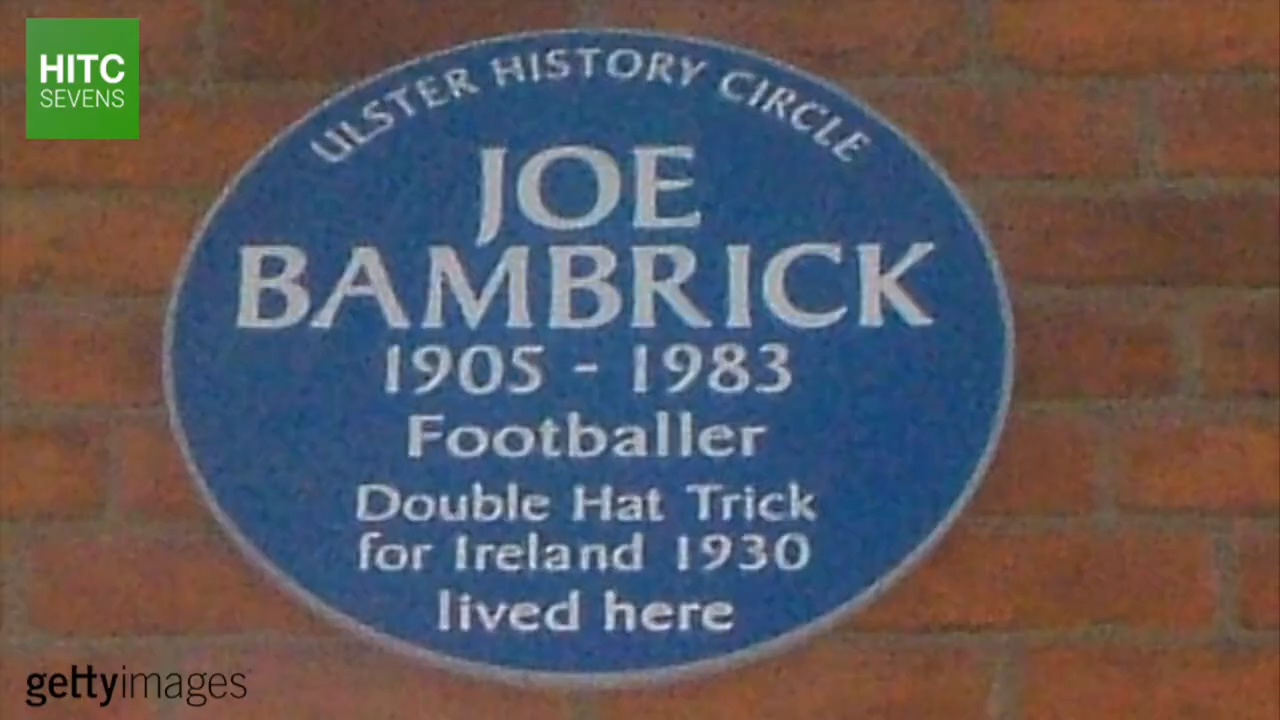 HITC
SEVENS
ULSTER HISTORY CIRCLE
JOE
BAMBRICK
1905 - 1983
Footballer
Double Hat Trick
for Ireland 1930
lived here
gettyimages